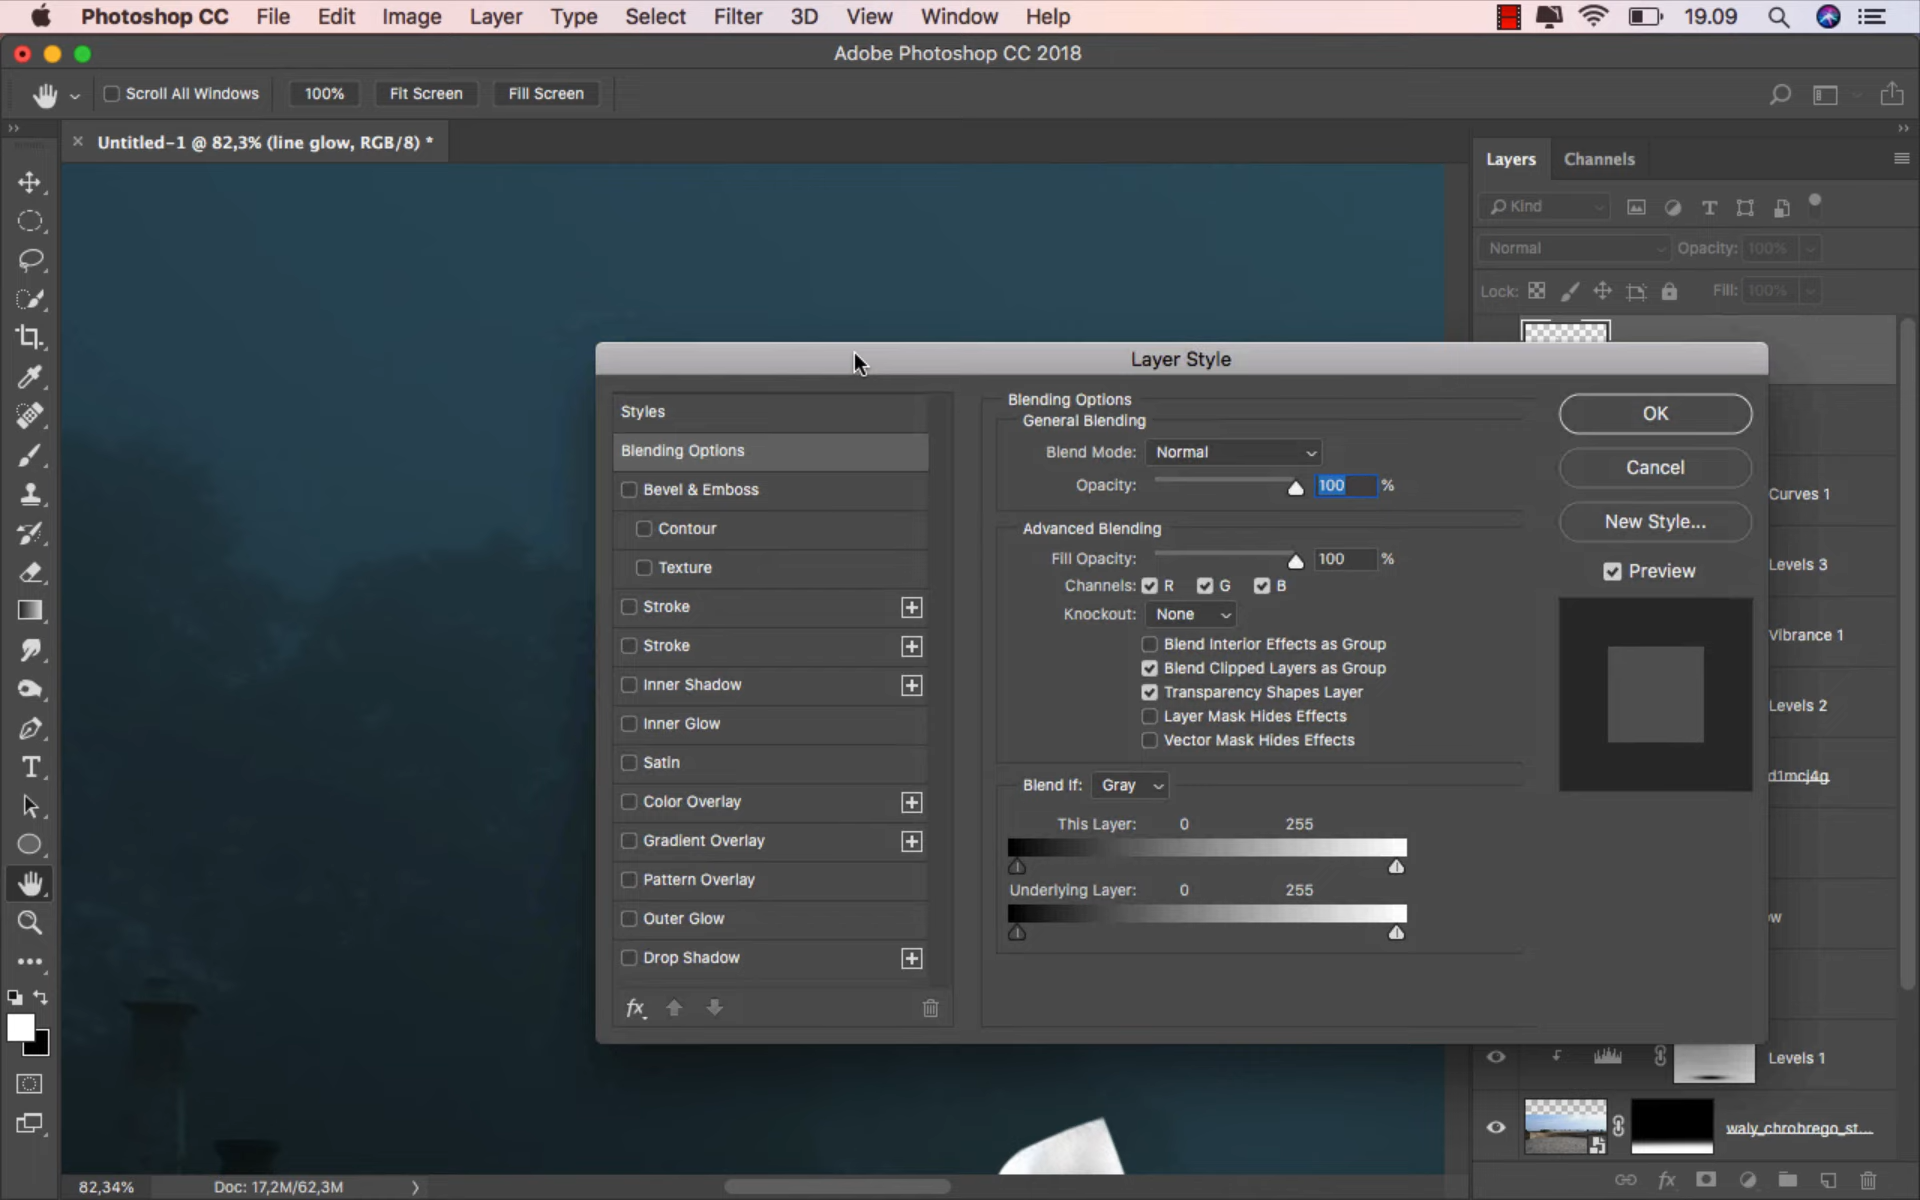 Photoshop CC File Edit Image Layer Type Select Filter 3D View Window Help 19.09
Adobe Photoshop CC 2018
Scroll All Windows 100% Fit Screen Fill Screen
Untitled-1 @ 82,3% (line glow, RGB/8) *
Layers Channels
Kind
Normal Opacity: 100%
Lock: Fill: 100%
Layer Style
Styles
Blending Options
Bevel & Emboss
Contour
Texture
Stroke
Stroke
Inner Shadow
Inner Glow
Satin
Color Overlay
Gradient Overlay
Pattern Overlay
Outer Glow
Drop Shadow
fx
Blending Options
General Blending
Blend Mode: Normal
Opacity: 100 %
Advanced Blending
Fill Opacity: 100 %
Channels: R G B
Knockout: None
Blend Interior Effects as Group
Blend Clipped Layers as Group
Transparency Shapes Layer
Layer Mask Hides Effects
Vector Mask Hides Effects
Blend If: Gray
This Layer: 0 255
Underlying Layer: 0 255
OK
Cancel
New Style...
Preview
Curves 1
Levels 3
Vibrance 1
Levels 2
d1mcj4g
Levels 1
waly_chrobrego_st...
82,34% Doc: 17,2M/62,3M
fx